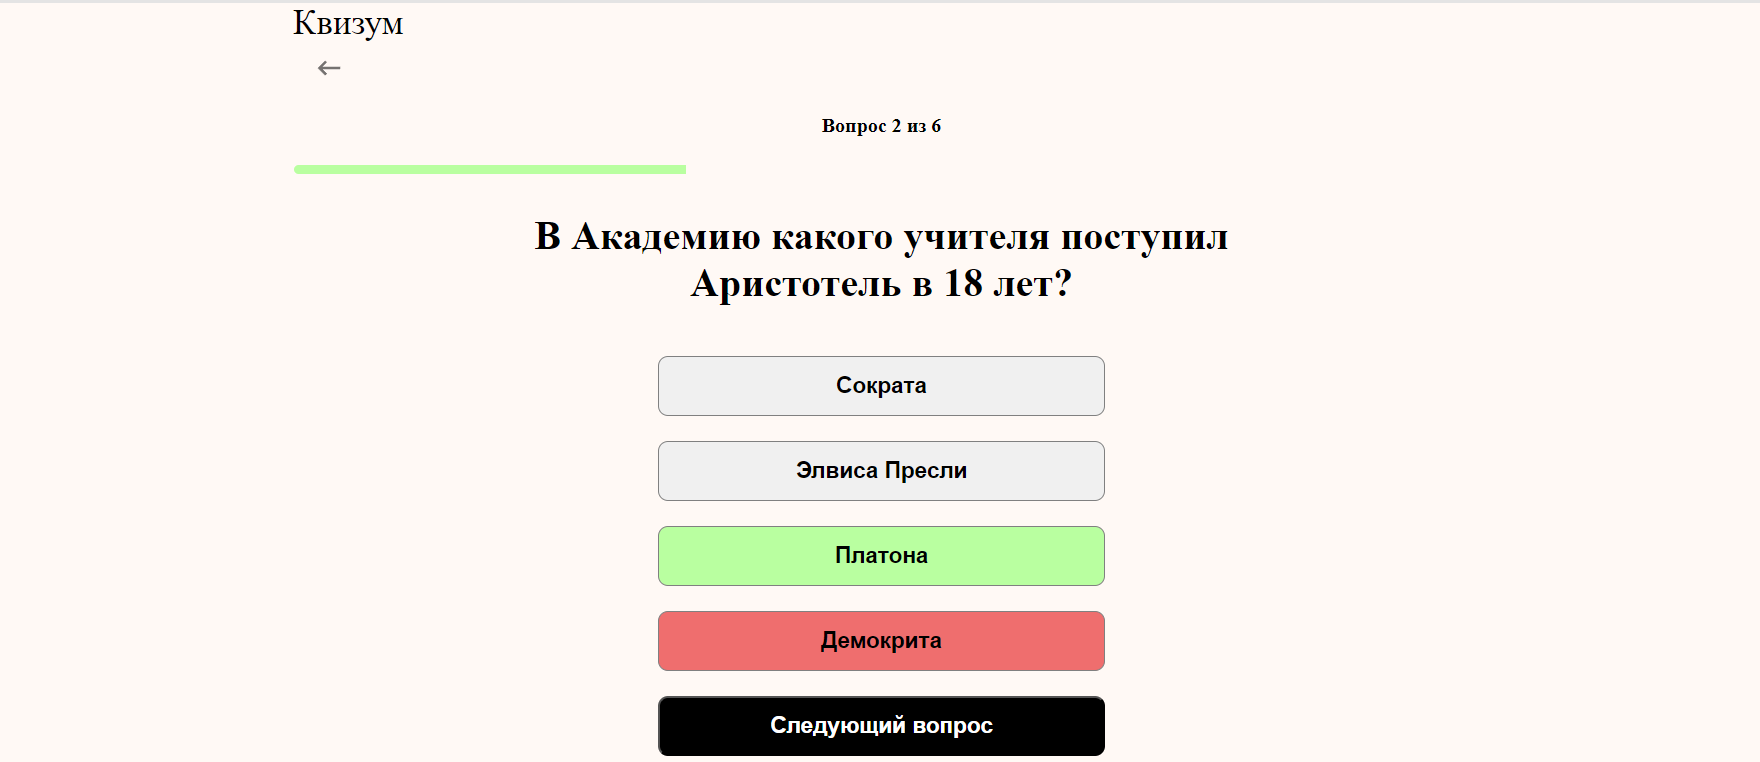 Квизум
Вопрос 2 из 6
В Академию какого учителя поступил
Аристотель в 18 лет?
Сократа
Элвиса Пресли
Платона
Демокрита
Следующий вопрос